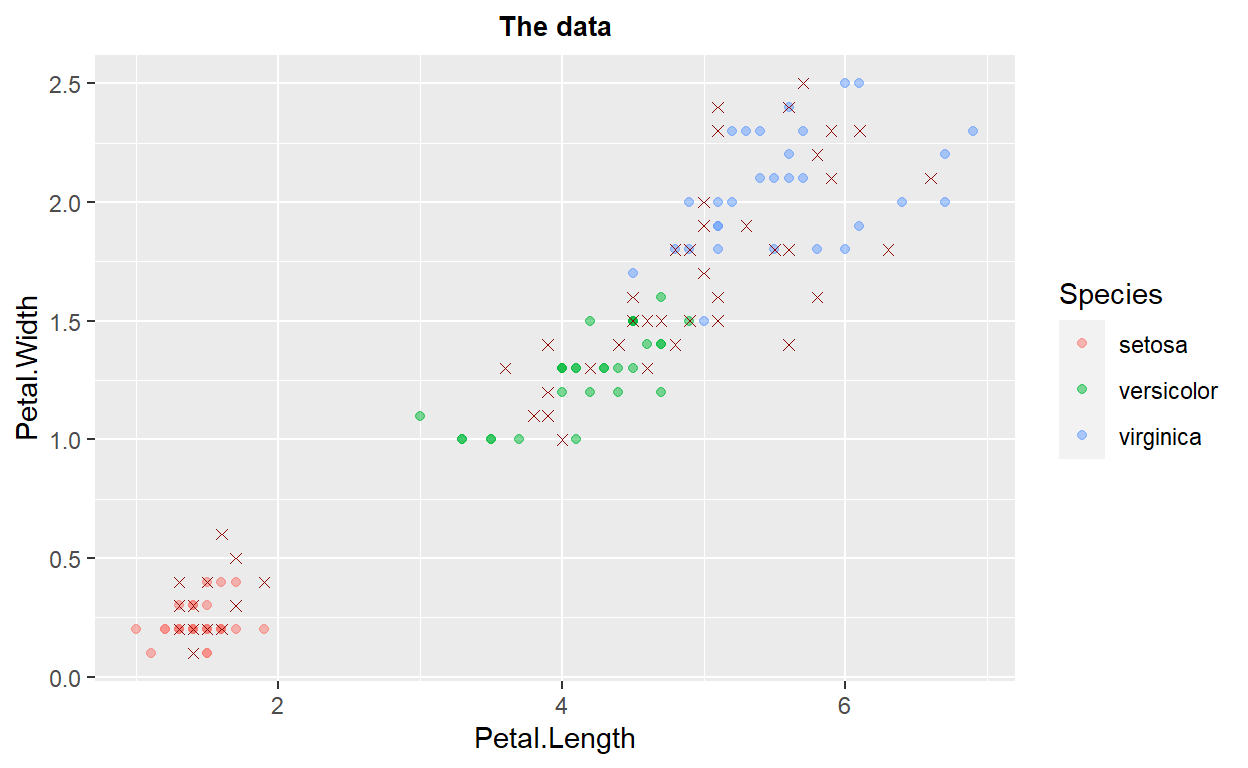 The data
2.5
2.0
1.5
1.0
0.5
0.0
Petal.Width
2
4
6
Petal.Length
Species
setosa
versicolor
virginica